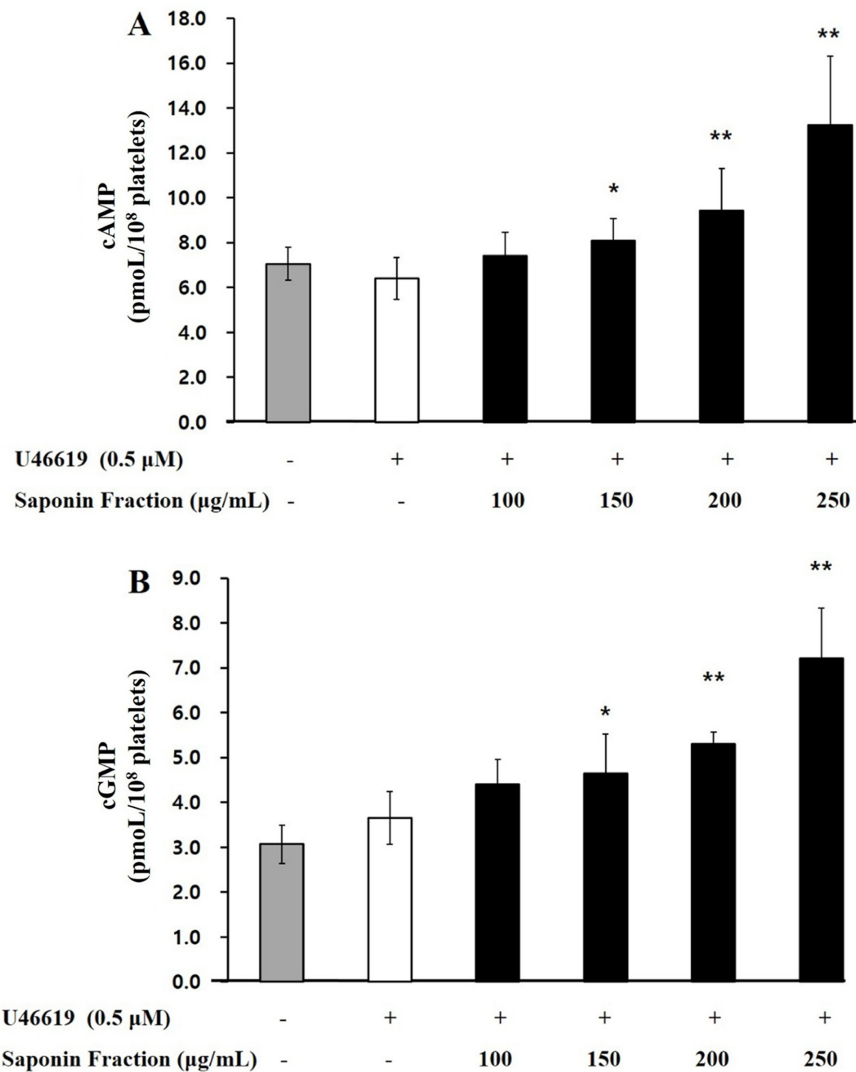 A
18.0
16.0
14.0
12.0
10.0
8.0
6.0
4.0
2.0
0.0
cAMP
(pmoL/10⁸ platelets)
*
**
**
U46619 (0.5 μM) - + + + + +
Saponin Fraction (μg/mL) - - 100 150 200 250
B
9.0
8.0
7.0
6.0
5.0
4.0
3.0
2.0
1.0
0.0
cGMP
(pmoL/10⁸ platelets)
*
**
**
U46619 (0.5 μM) - + + + + +
Saponin Fraction (μg/mL) - - 100 150 200 250